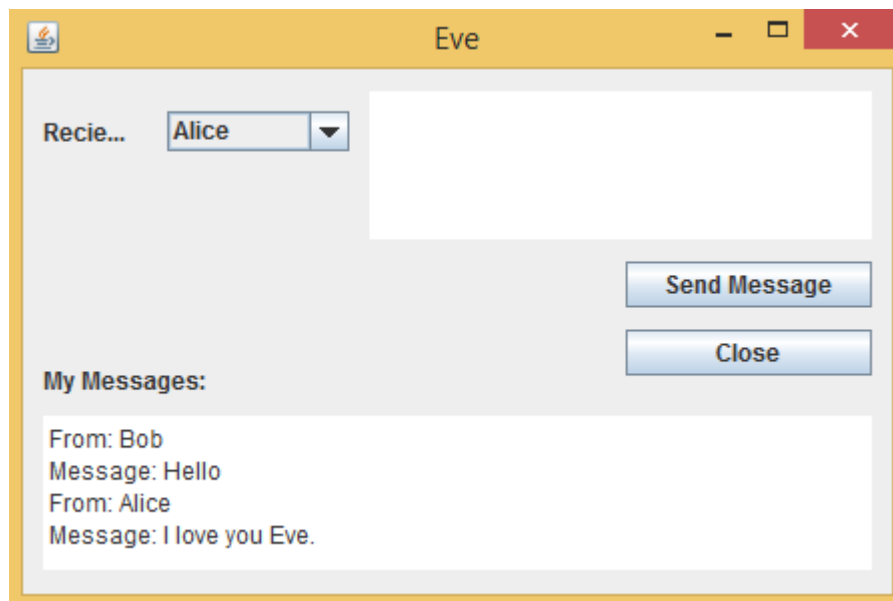 Eve
Recie...
Alice
Send Message
Close
My Messages:
From: Bob
Message: Hello
From: Alice
Message: I love you Eve.